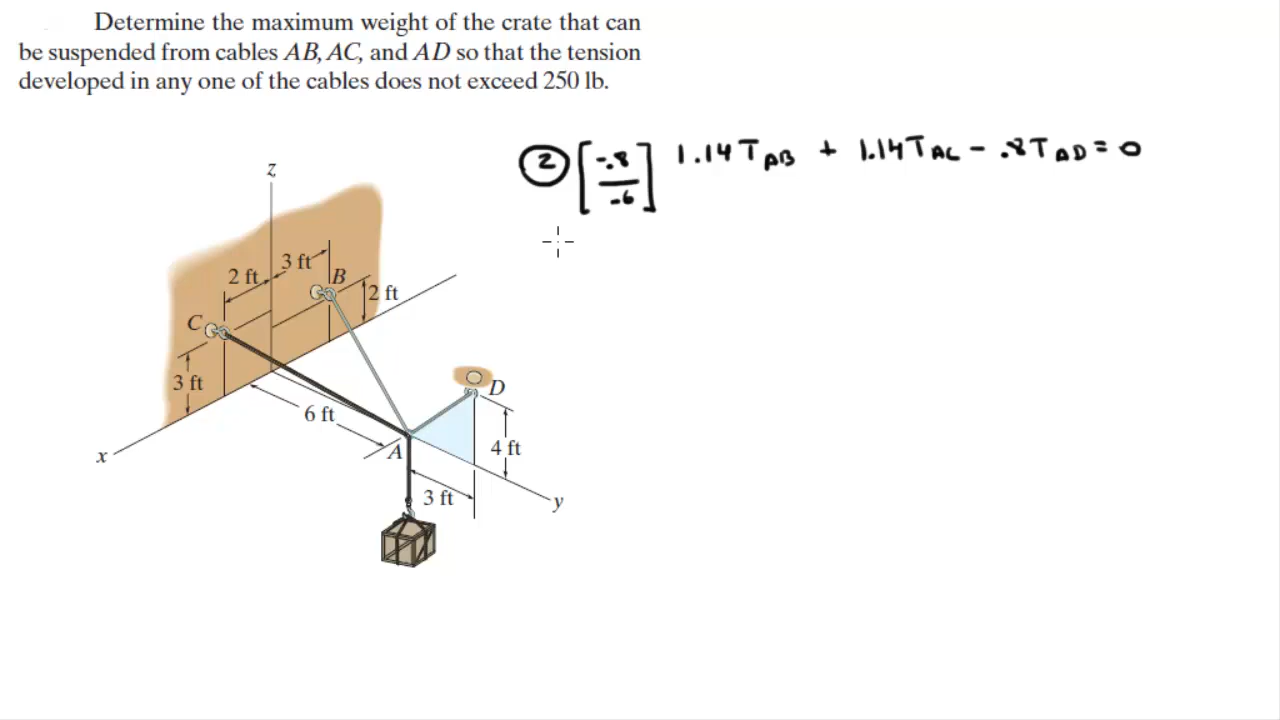 Determine the maximum weight of the crate that can
be suspended from cables AB, AC, and AD so that the tension
developed in any one of the cables does not exceed 250 lb.
② [-.8/-.6] 1.14 T_AB + 1.14 T_AC - .8 T_AD = 0
z
3 ft
2 ft
B
2 ft
C
3 ft
D
6 ft
x
A
4 ft
3 ft
y